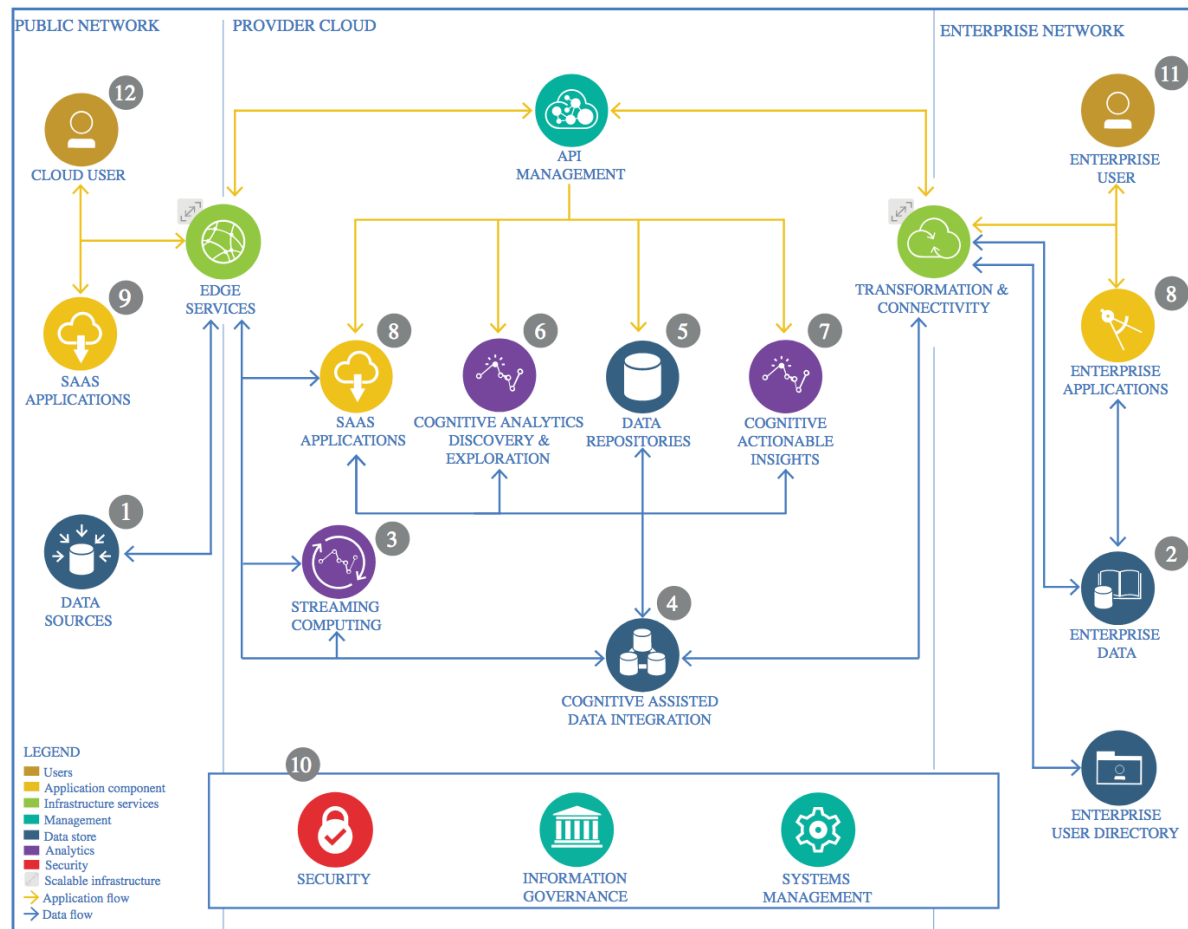 PUBLIC NETWORK
PROVIDER CLOUD
ENTERPRISE NETWORK
12
CLOUD USER
API
MANAGEMENT
11
ENTERPRISE
USER
EDGE
SERVICES
TRANSFORMATION &
CONNECTIVITY
9
SAAS
APPLICATIONS
8
SAAS
APPLICATIONS
6
COGNITIVE ANALYTICS
DISCOVERY &
EXPLORATION
5
DATA
REPOSITORIES
7
COGNITIVE
ACTIONABLE
INSIGHTS
8
ENTERPRISE
APPLICATIONS
1
DATA
SOURCES
3
STREAMING
COMPUTING
4
COGNITIVE ASSISTED
DATA INTEGRATION
2
ENTERPRISE
DATA
ENTERPRISE
USER DIRECTORY
LEGEND
Users
Application component
Infrastructure services
Management
Data store
Analytics
Security
Scalable infrastructure
Application flow
Data flow
10
SECURITY
INFORMATION
GOVERNANCE
SYSTEMS
MANAGEMENT